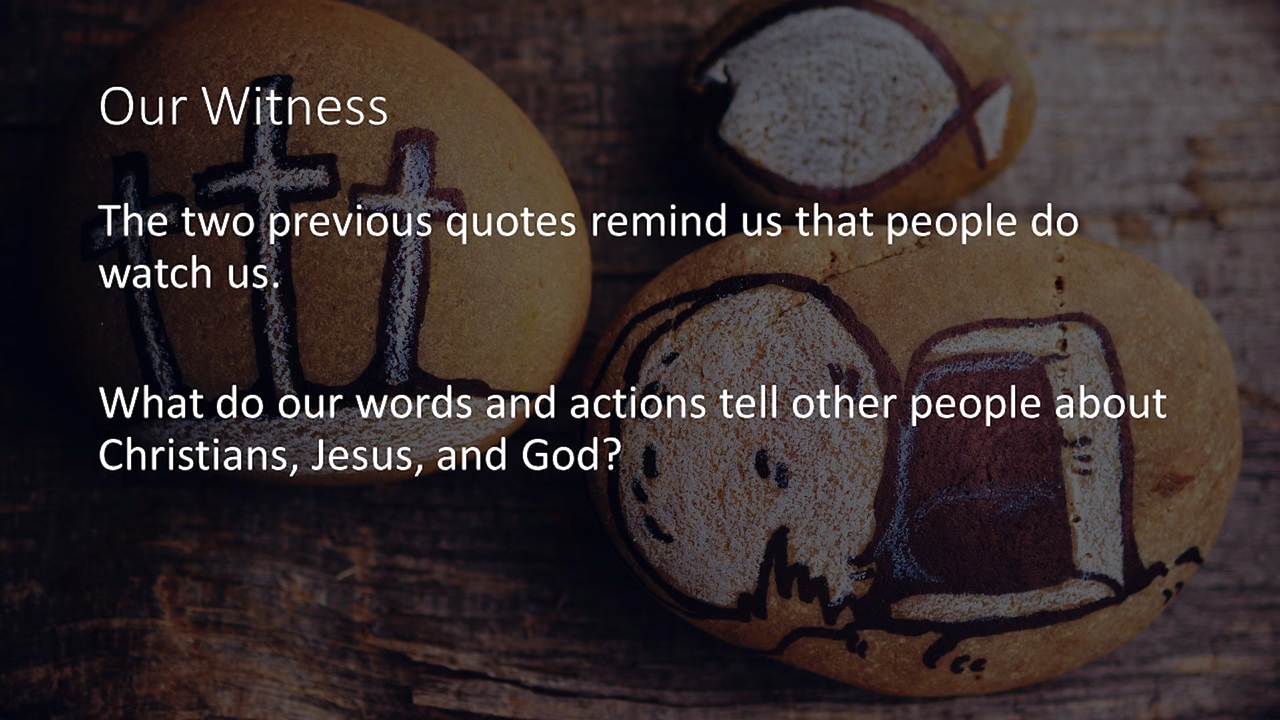 Our Witness
The two previous quotes remind us that people do
watch us.
What do our words and actions tell other people about
Christians, Jesus, and God?